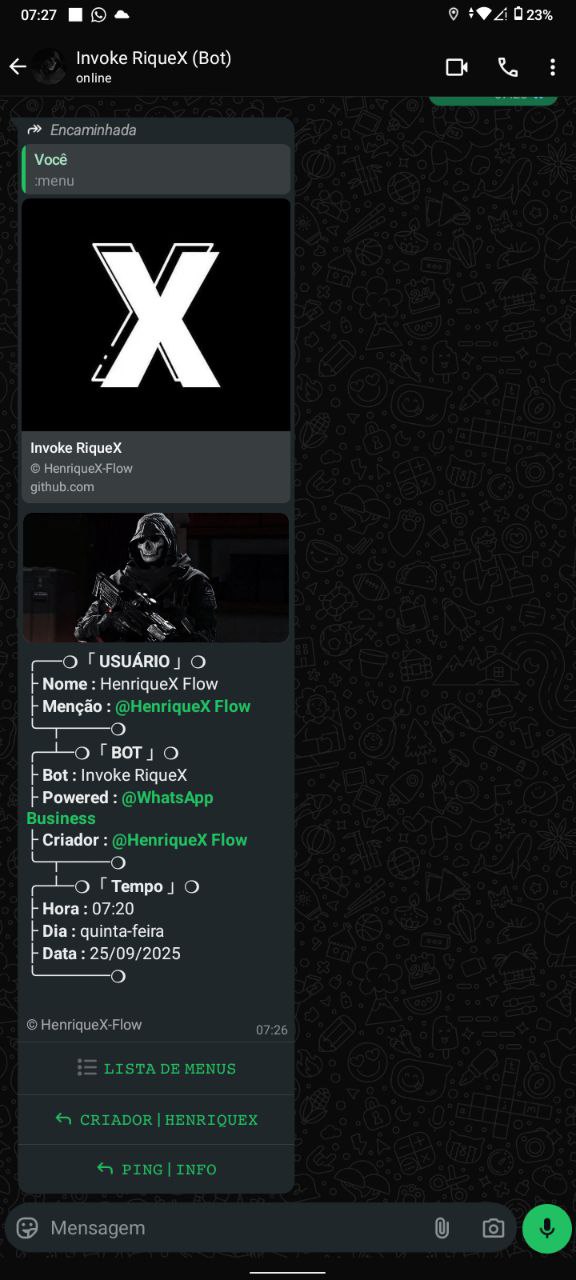 07:27
23%
Invoke RiqueX (Bot)
online
Encaminhada
Você
:menu
X
Invoke RiqueX
© HenriqueX-Flow
github.com
╭──❍「 USUÁRIO 」❍
├ Nome : HenriqueX Flow
├ Menção : @HenriqueX Flow
╰─┬────❍
╭─┴─❍「 BOT 」❍
├ Bot : Invoke RiqueX
├ Powered : @WhatsApp
Business
├ Criador : @HenriqueX Flow
╰─┬────❍
╭─┴─❍「 Tempo 」❍
├ Hora : 07:20
├ Dia : quinta-feira
├ Data : 25/09/2025
╰──────❍
© HenriqueX-Flow
07:26
LISTA DE MENUS
CRIADOR | HENRIQUEX
PING | INFO
Mensagem